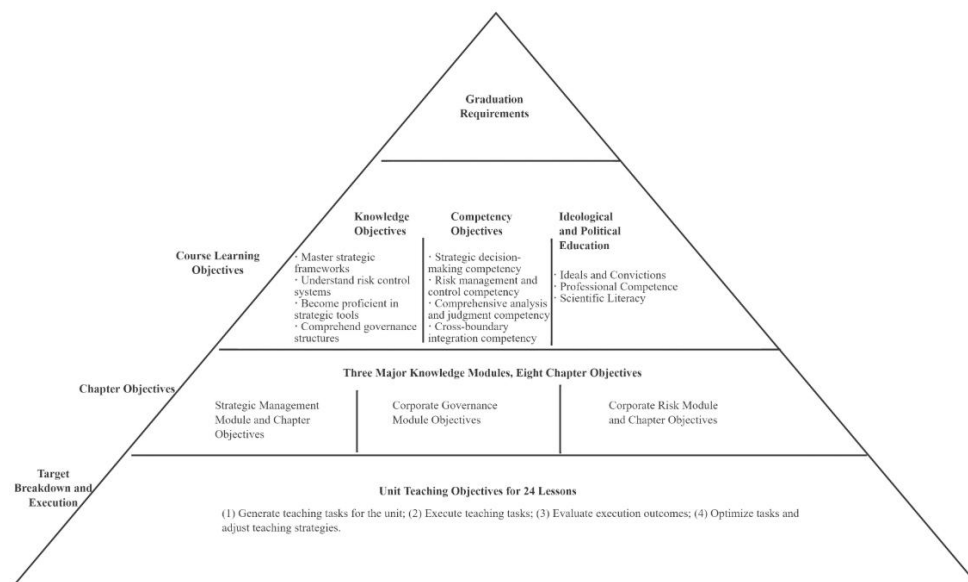 Graduation
Requirements
Course Learning
Objectives
Knowledge
Objectives
· Master strategic
frameworks
· Understand risk control
systems
· Become proficient in
strategic tools
· Comprehend governance
structures
Competency
Objectives
· Strategic decision-
making competency
· Risk management and
control competency
· Comprehensive analysis
and judgment competency
· Cross-boundary
integration competency
Ideological
and Political
Education
· Ideals and Convictions
· Professional Competence
· Scientific Literacy
Chapter Objectives
Three Major Knowledge Modules, Eight Chapter Objectives
Strategic Management
Module and Chapter
Objectives
Corporate Governance
Module Objectives
Corporate Risk Module
and Chapter Objectives
Target
Breakdown and
Execution
Unit Teaching Objectives for 24 Lessons
(1) Generate teaching tasks for the unit; (2) Execute teaching tasks; (3) Evaluate execution outcomes; (4) Optimize tasks and
adjust teaching strategies.